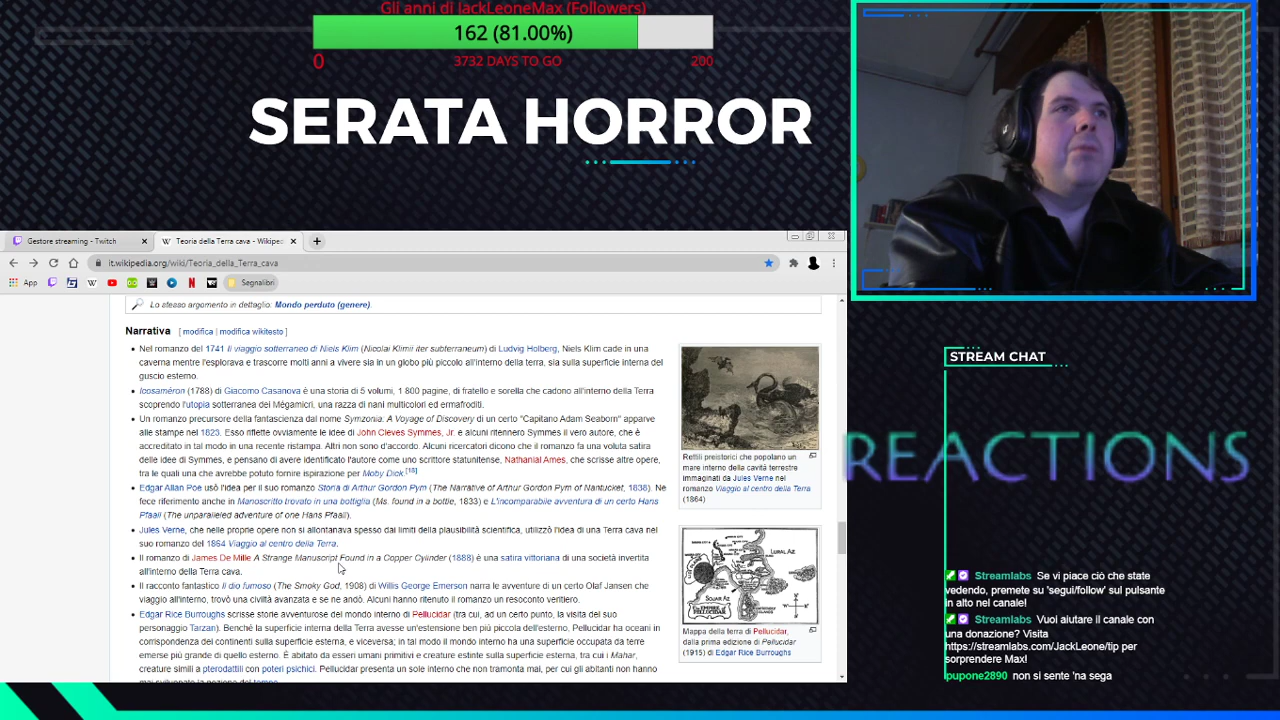 Gli anni di JackLeoneMax (Followers)
162 (81.00%)
0
3732 DAYS TO GO
200
SERATA HORROR
Gestore streaming - Twitch
Teoria della Terra cava - Wikiped
it.wikipedia.org/wiki/Teoria_della_Terra_cava
App
Segnalibri
Lo stesso argomento in dettaglio: Mondo perduto (genere).
Narrativa [ modifica | modifica wikitesto ]
Nel romanzo del 1741 Il viaggio sotterraneo di Niels Klim (Nicolai Klimii iter subferraneum) di Ludvig Holberg, Niels Klim cade in una
caverna mentre l'esplorava e trascorre molti anni a vivere sia in un globo più piccolo all'interno della terra, sia sulla superficie interna del
guscio esterno.
Icosaméron (1788) di Giacomo Casanova è una storia di 5 volumi, 1 800 pagine, di fratello e sorella che cadono all'interno della Terra
scoprendo l'utopia sotterranea dei Mégamicri, una razza di nani multicolori ed ermafroditi.
Un romanzo precursore della fantascienza dal nome Symzonia. A Voyage of Discovery di un certo "Capitano Adam Seaborn" apparve
alle stampe nel 1823. Esso riflette ovviamente le idee di John Cleves Symmes, Jr. e alcuni ritennero Symmes il vero autore, che è
accreditato in tal modo in una recente ristampa. Altri non sono d'accordo. Alcuni ricercatori dicono che il romanzo fa una voluta satira
delle idee di Symmes, e pensano di avere identificato l'autore come uno scrittore statunitense, Nathanial Ames, che scrisse altre opere,
tra le quali una che avrebbe potuto fornire ispirazione per Moby Dick.[15]
Edgar Allan Poe usò l'idea per il suo romanzo Storia di Arthur Gordon Pym (The Narrative of Arthur Gordon Pym of Nantucket, 1838). Ne
fece riferimento anche in Manoscritto trovato in una bottiglia (Ms. found in a bottle, 1833) e L'incomparabile avventura di un certo Hans
Pfaall (The unparalleled adventure of one Hans Pfaall).
Jules Verne, che nelle proprie opere non si allontanava spesso dai limiti della plausibilità scientifica, utilizzò l'idea di una Terra cava nel
suo romanzo del 1864 Viaggio al centro della Terra.
Il romanzo di James De Mille A Strange Manuscript Found in a Copper Cylinder (1888) è una satira vittoriana di una società invertita
all'interno della Terra cava.
Il racconto fantastico Il dio fumoso (The Smoky God, 1908) di Willis George Emerson narra le avventure di un certo Olaf Jansen che
viaggiò all'interno, trovò una civiltà avanzata e se ne andò. Alcuni hanno ritenuto il romanzo un resoconto veritiero.
Edgar Rice Burroughs scrisse storie avventurose del mondo interno di Pellucidar (tra cui, ad un certo punto, la visita del suo
personaggio Tarzan). Benché la superficie interna della Terra avesse un'estensione ben più piccola dell'esterno, Pellucidar ha oceani in
corrispondenza dei continenti sulla superficie esterna, e viceversa; in tal modo il mondo interno ha una superficie occupata da terre
emerse più grande di quello esterno. È abitato da esseri umani primitivi e creature estinte sulla superficie esterna, tra cui i Mahar,
creature simili a pterodattili con poteri psichici. Pellucidar presenta un sole interno che non tramonta mai, per cui gli abitanti non hanno
mai sviluppato la nozione del tempo.
Rettili preistorici che popolano un
mare interno della cavità terrestre
immaginati da Jules Verne nel
romanzo Viaggio al centro della Terra
(1864)
LURAL AZ
SOJAR AZ
EMPIRE OF
PELLUCIDAR
Mappa della terra di Pellucidar,
dalla prima edizione di Pellucidar
(1915) di Edgar Rice Burroughs
STREAM CHAT
REACTIONS
Streamlabs Se vi piace ciò che state
vedendo, premete su 'segui/follow' sul pulsante
in alto nel canale!
Streamlabs Vuoi aiutare il canale con
una donazione? Visita
https://streamlabs.com/JackLeone/tip per
sorprendere Max!
pupone2890 non si sente 'na sega